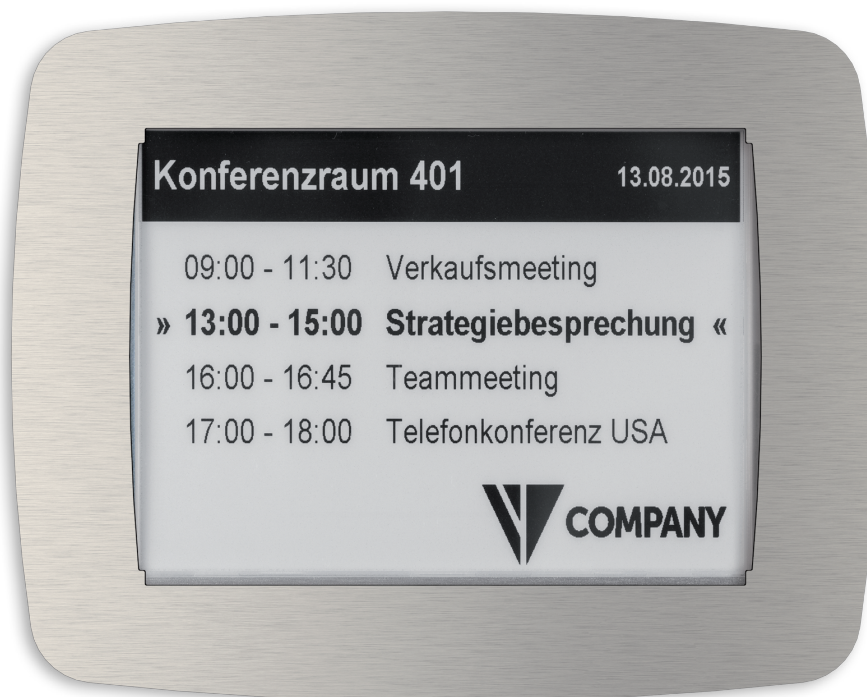 Konferenzraum 401 13.08.2015
09:00 - 11:30 Verkaufsmeeting
» 13:00 - 15:00 Strategiebesprechung «
16:00 - 16:45 Teammeeting
17:00 - 18:00 Telefonkonferenz USA
COMPANY